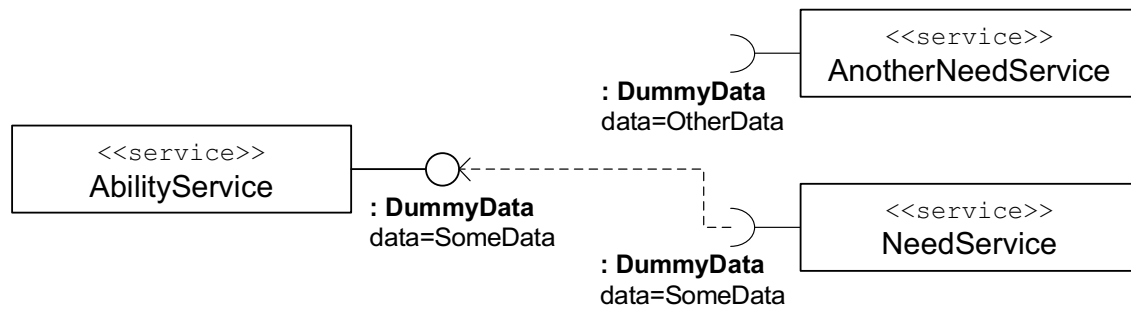 <<service>>
AnotherNeedService
: DummyData
data=OtherData
<<service>>
AbilityService
: DummyData
data=SomeData
<<service>>
NeedService
: DummyData
data=SomeData